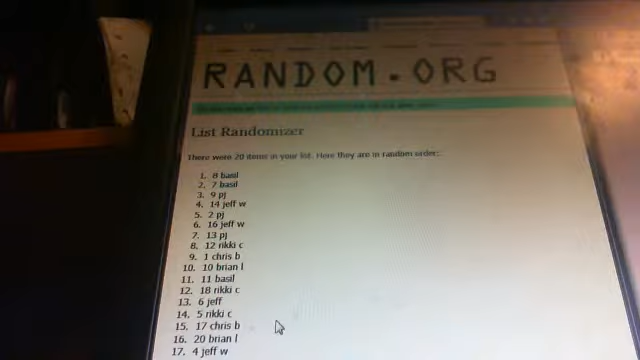 RANDOM.ORG
List Randomizer
There were 20 items in your list. Here they are in random order:
1. 8 basil
2. 7 basil
3. 9 pj
4. 14 jeff w
5. 2 pj
6. 16 jeff w
7. 13 pj
8. 12 rikki c
9. 1 chris b
10. 10 brian l
11. 11 basil
12. 18 rikki c
13. 6 jeff
14. 5 rikki c
15. 17 chris b
16. 20 brian l
17. 4 jeff w